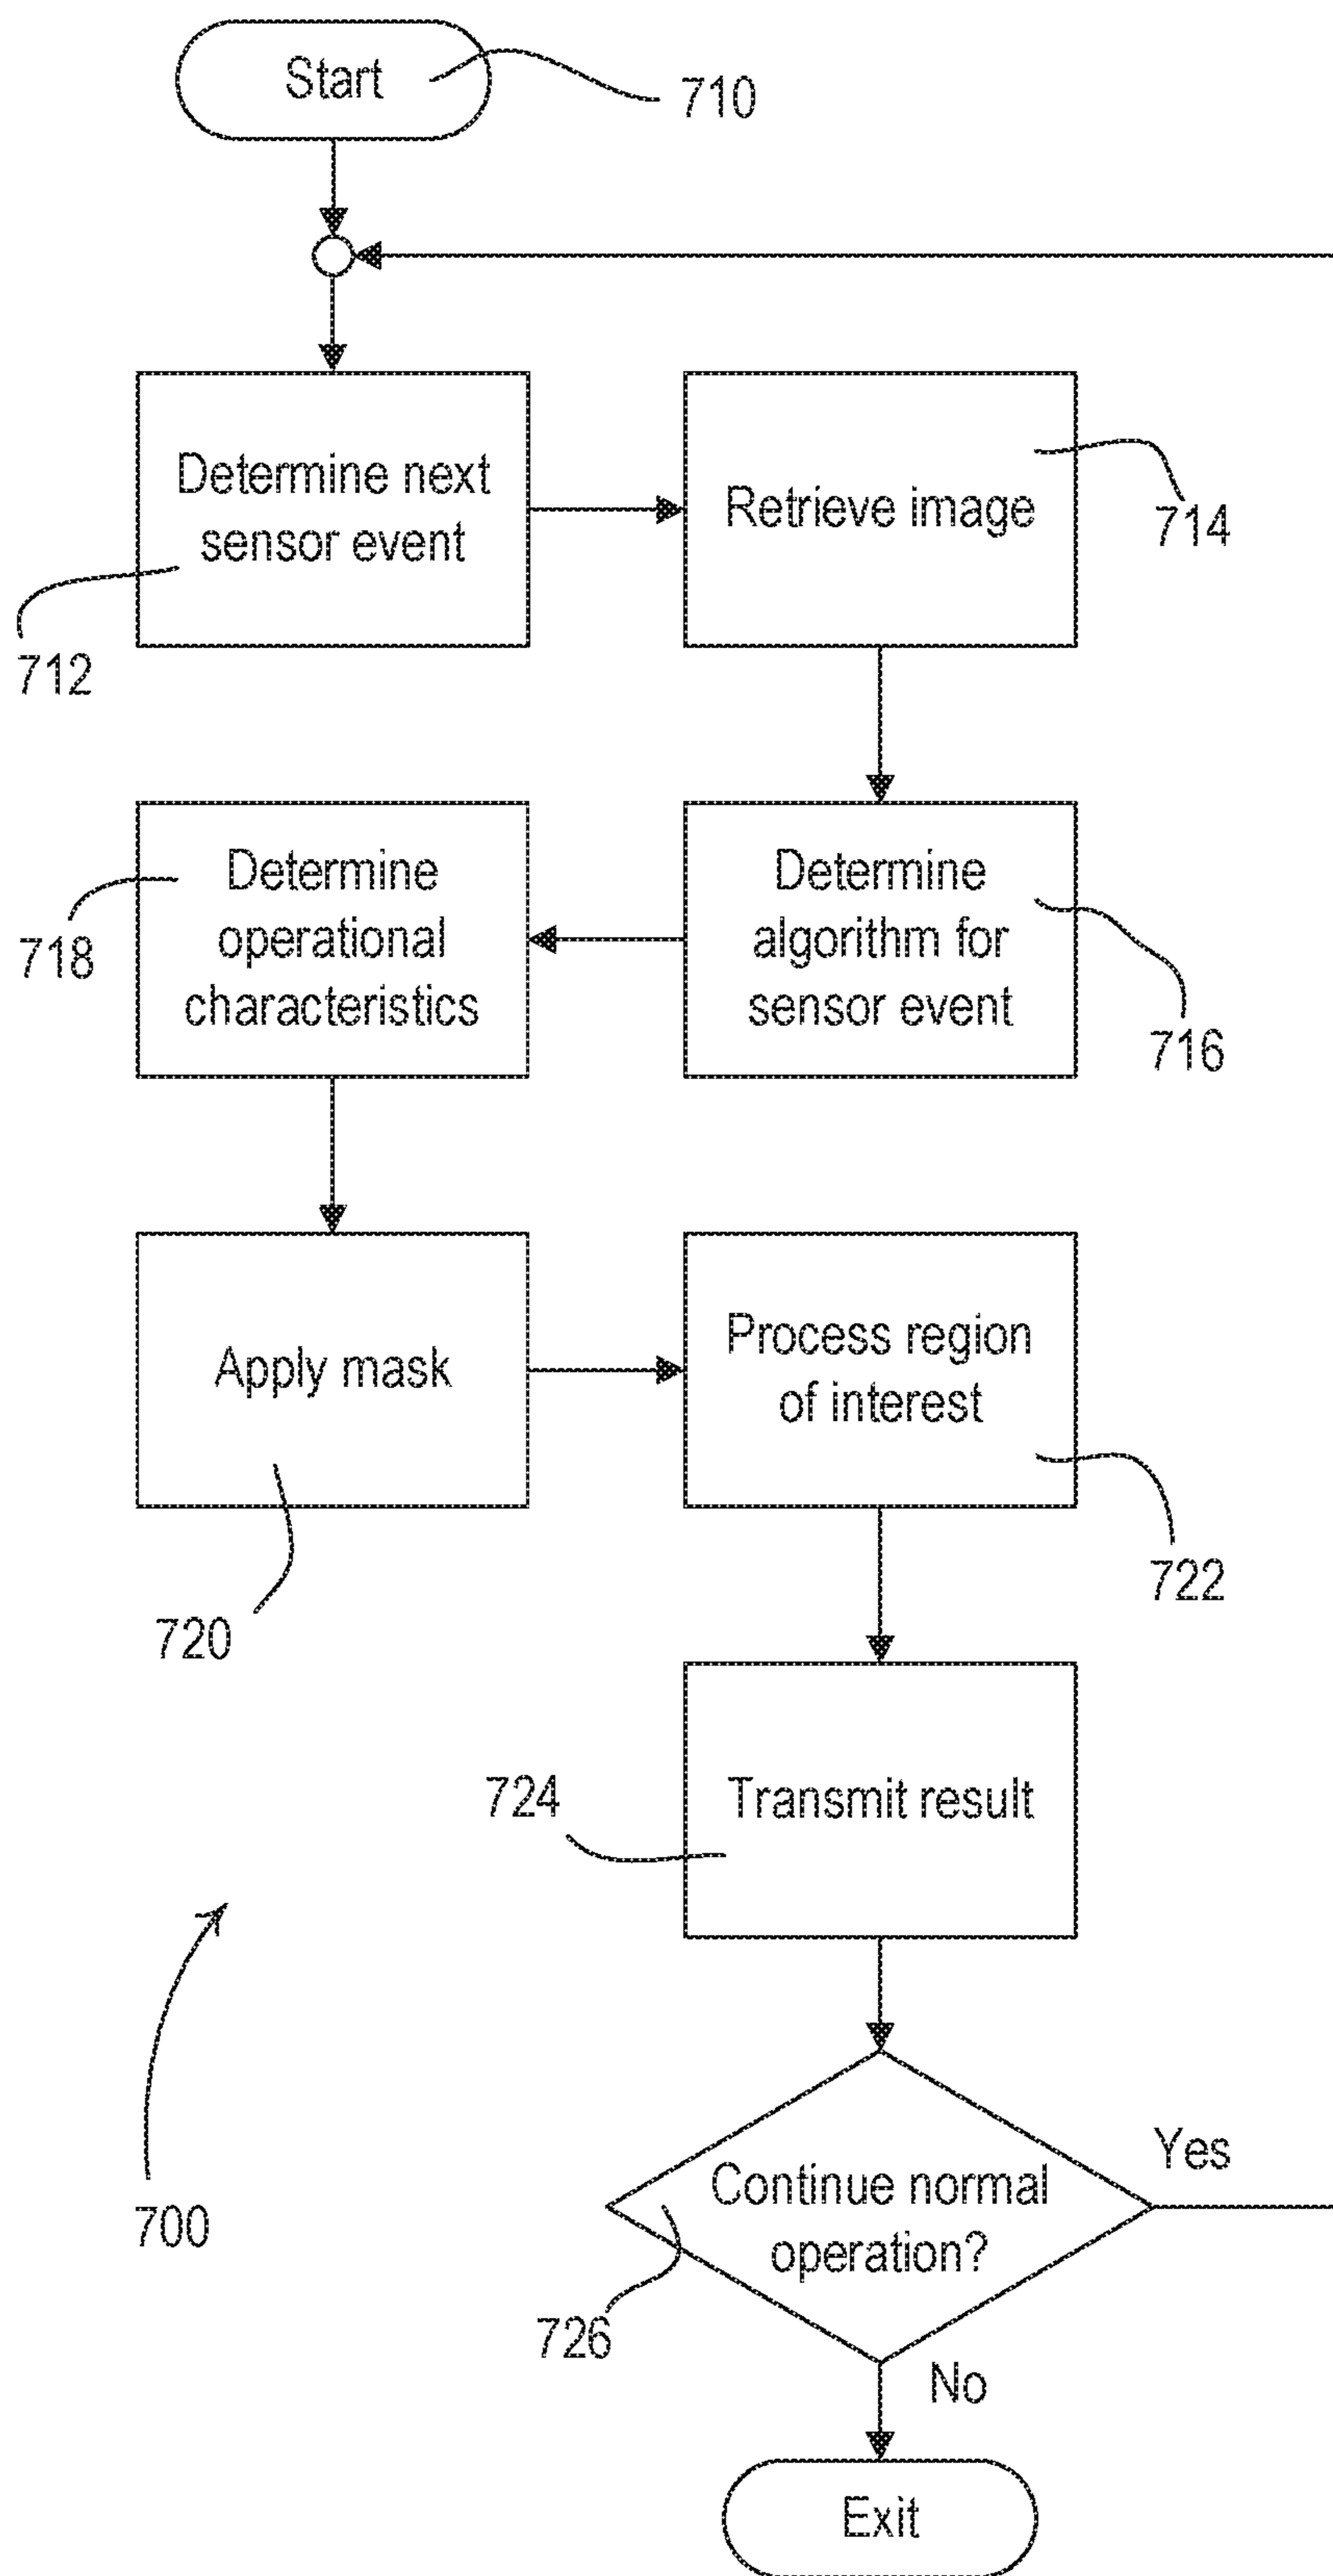 Start
710
Determine next
sensor event
712
Retrieve image
714
Determine
algorithm for
sensor event
716
Determine
operational
characteristics
718
Apply mask
720
Process region
of interest
722
Transmit result
724
Continue normal
operation?
726
Yes
No
Exit
700